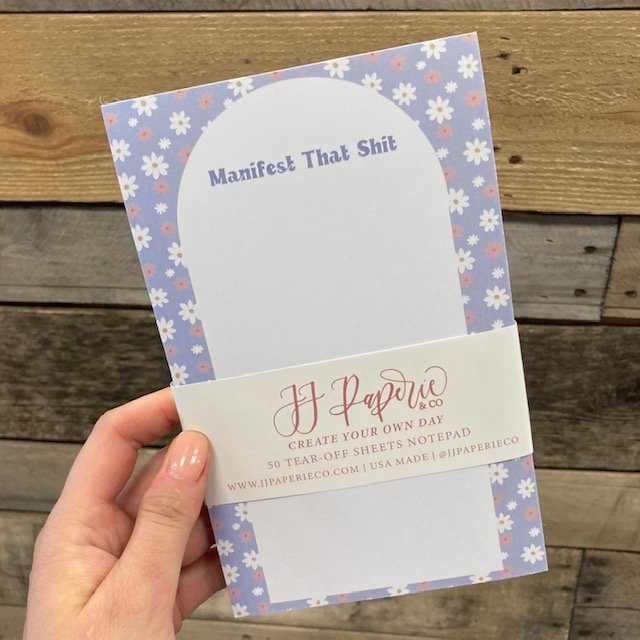 Manifest That Shit
JJ Paperie
& CO
CREATE YOUR OWN DAY
50 TEAR-OFF SHEETS NOTEPAD
WWW.JJPAPERIECO.COM | USA MADE | @JJPAPERIECO